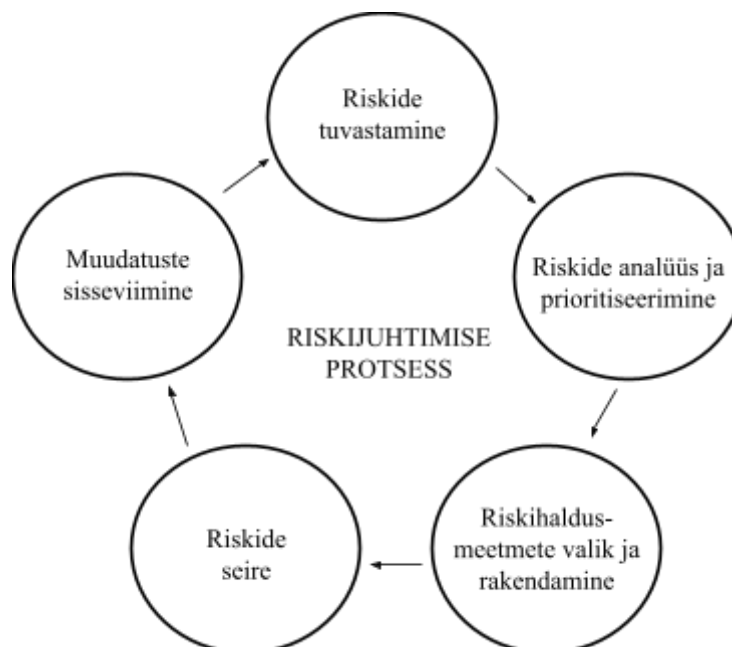 Riskide
tuvastamine
Riskide analüüs ja
prioritiseerimine
Riskihaldus-
meetmete valik ja
rakendamine
Riskide
seire
Muudatuste
sisseviimine
RISKIJUHTIMISE
PROTSESS